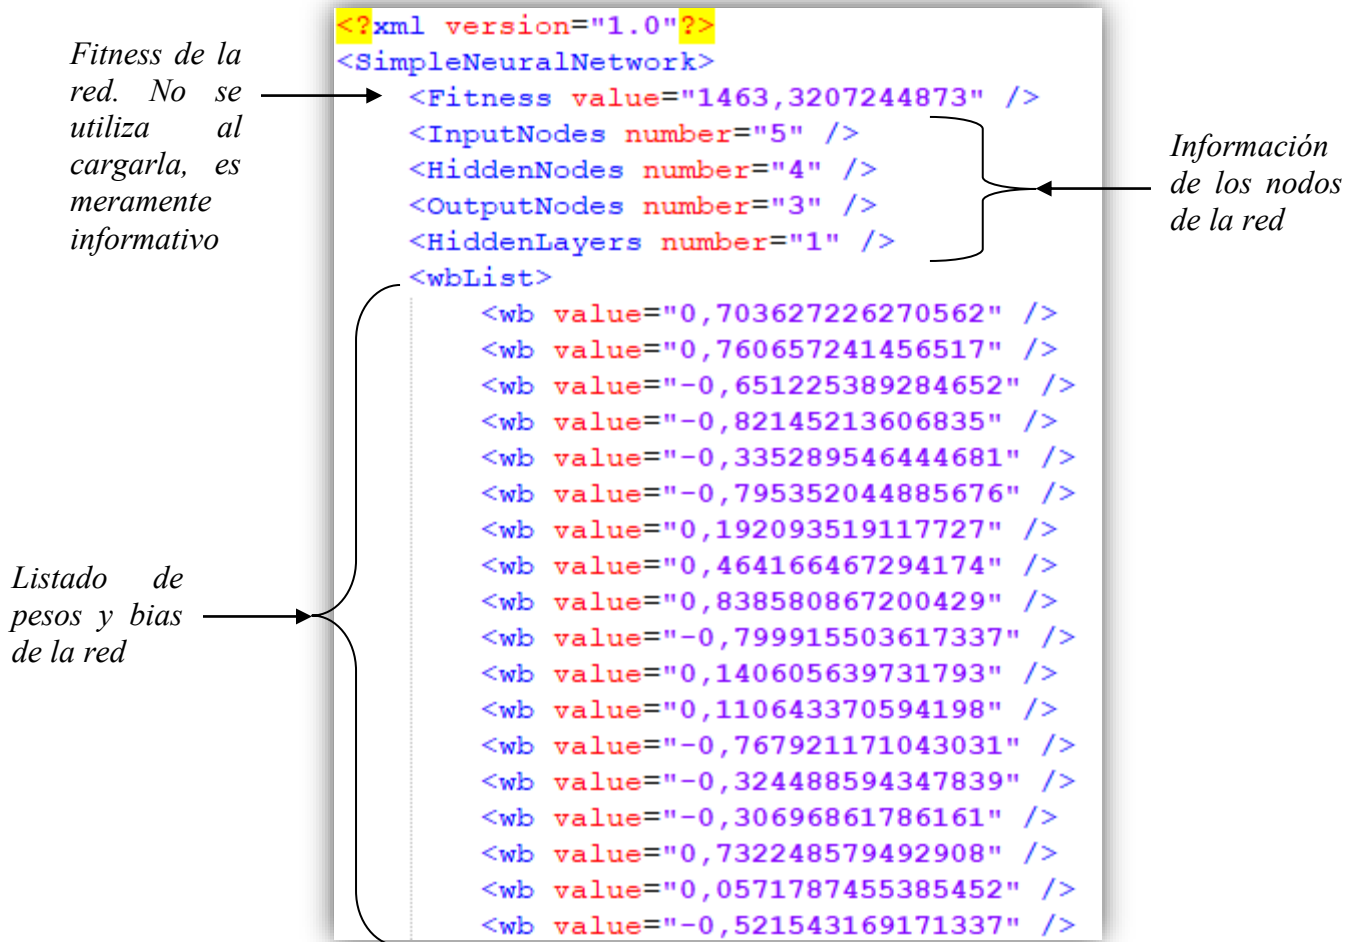 Fitness de la
red. No se
utiliza al
cargarla, es
meramente
informativo
<?xml version="1.0"?>
<SimpleNeuralNetwork>
<Fitness value="1463,3207244873" />
<InputNodes number="5" />
<HiddenNodes number="4" />
<OutputNodes number="3" />
<HiddenLayers number="1" />
<wbList>
<wb value="0,703627226270562" />
<wb value="0,760657241456517" />
<wb value="-0,651225389284652" />
<wb value="-0,82145213606835" />
<wb value="-0,335289546444681" />
<wb value="-0,795352044885676" />
<wb value="0,192093519117727" />
<wb value="0,464166467294174" />
<wb value="0,838580867200429" />
<wb value="-0,799915503617337" />
<wb value="0,140605639731793" />
<wb value="0,110643370594198" />
<wb value="-0,767921171043031" />
<wb value="-0,324488594347839" />
<wb value="-0,30696861786161" />
<wb value="0,732248579492908" />
<wb value="0,0571787455385452" />
<wb value="-0,521543169171337" />
Información
de los nodos
de la red
Listado de
pesos y bias
de la red